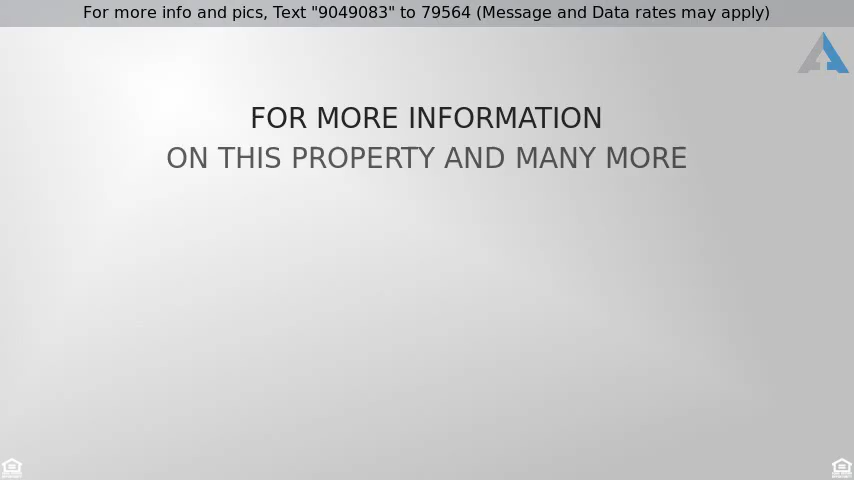 For more info and pics, Text "9049083" to 79564 (Message and Data rates may apply)
FOR MORE INFORMATION
ON THIS PROPERTY AND MANY MORE